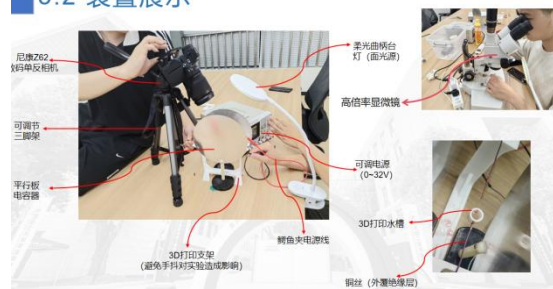 装置展示
尼康Z62
数码单反相机
可调节
三脚架
平行板
电容器
3D打印支架
(避免手抖对实验造成影响)
柔光曲柄台
灯（面光源）
可调电源
(0~32V)
鳄鱼夹电源线
高倍率显微镜
3D打印水槽
铜丝（外覆绝缘层）